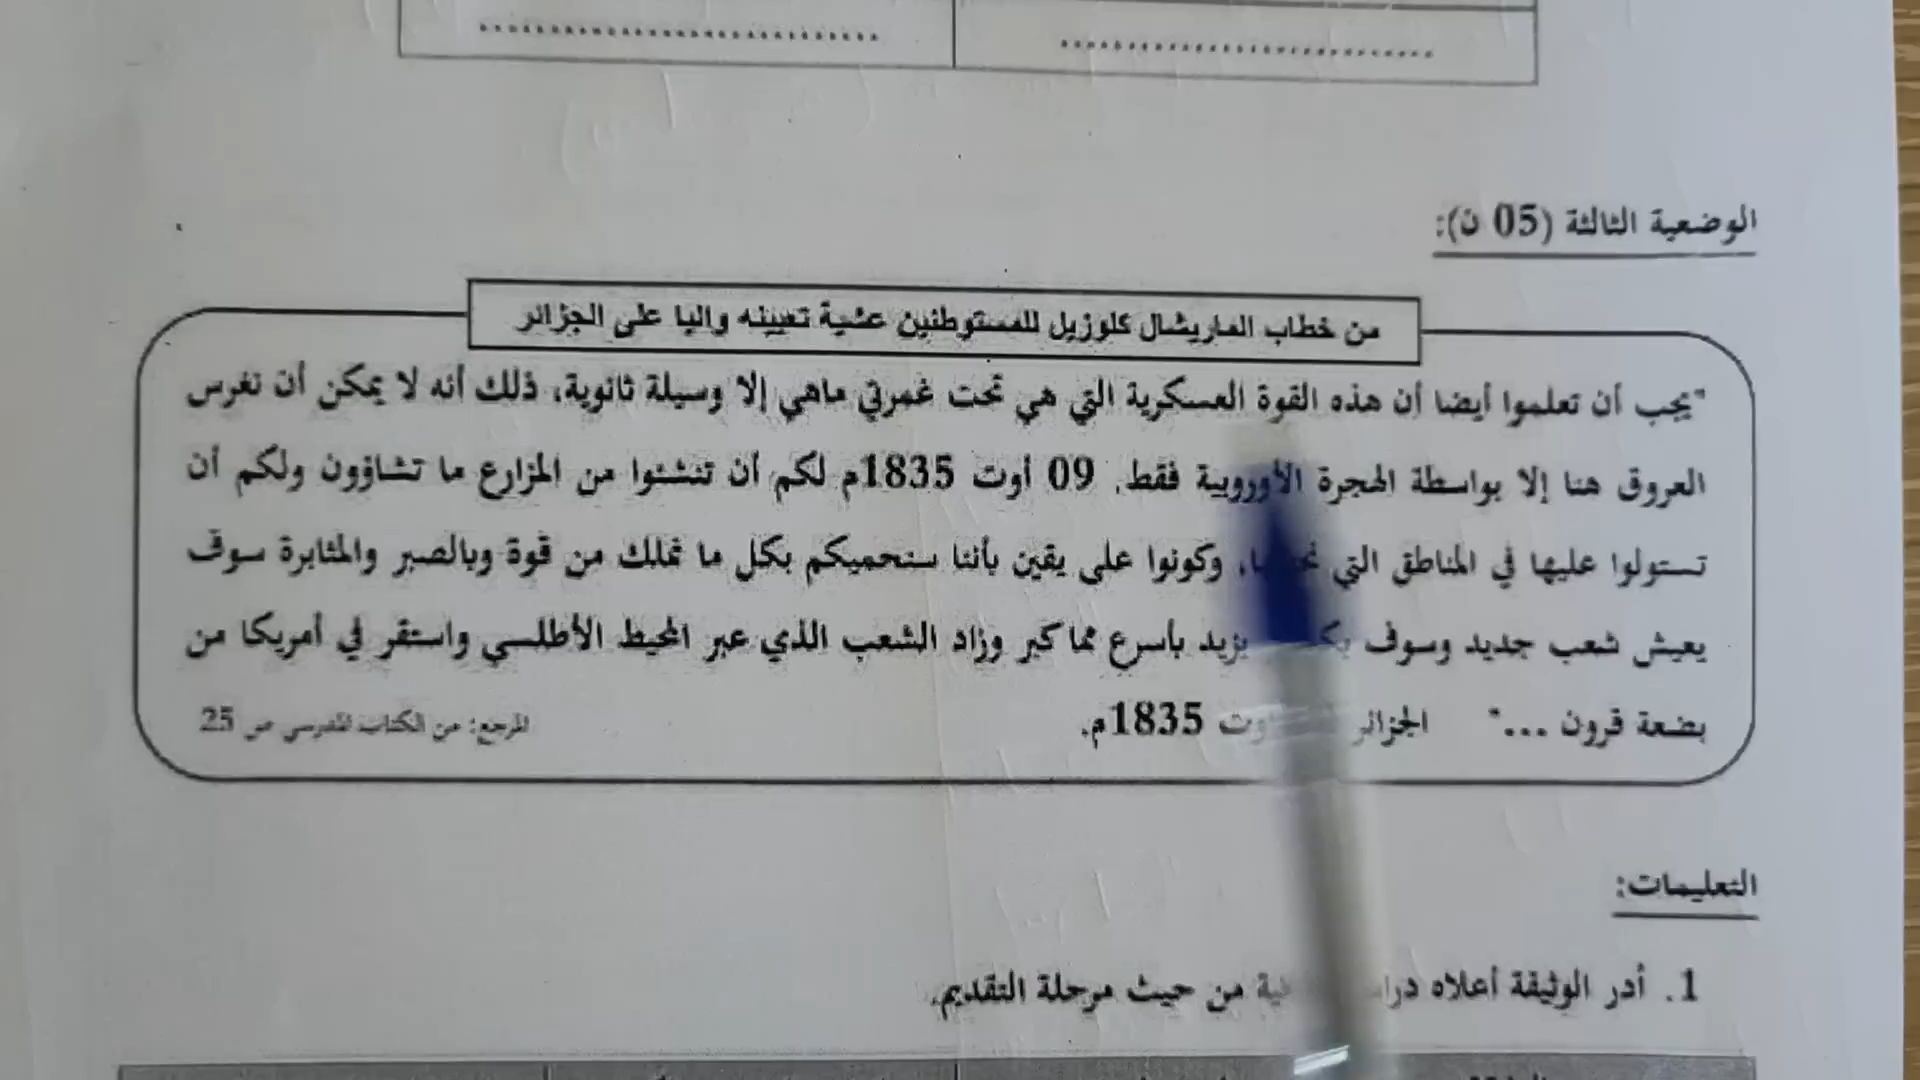 الوضعية الثالثة (05 ن):
من خطاب الماريشال كلوزيل للمستوطنين عشية تعيينه واليا على الجزائر
"يجب أن تعلموا أيضا أن هذه القوة العسكرية التي هي تحت غمرتي ماهي إلا وسيلة ثانوية، ذلك أنه لا يمكن أن نغرس
العروق هنا إلا بواسطة الهجرة الأوروبية فقط. 09 أوت 1835م لكم أن تنشئوا من المزارع ما تشاؤون ولكم أن
تستولوا عليها في المناطق التي وكونوا على يقين بأننا سنحميكم بكل ما نملك من قوة وبالصبر والمثابرة سوف
يعيش شعب جديد وسوف يزيد بأسرع مما كبر وزاد الشعب الذي عبر المحيط الأطلسي واستقر في أمريكا من
بضعة قرون ..." الجزائر 1835م.
المرجع: من الكتاب المدرسي ص 25
التعليمات:
1. أدر الوثيقة أعلاه من حيث مرحلة التقديم.